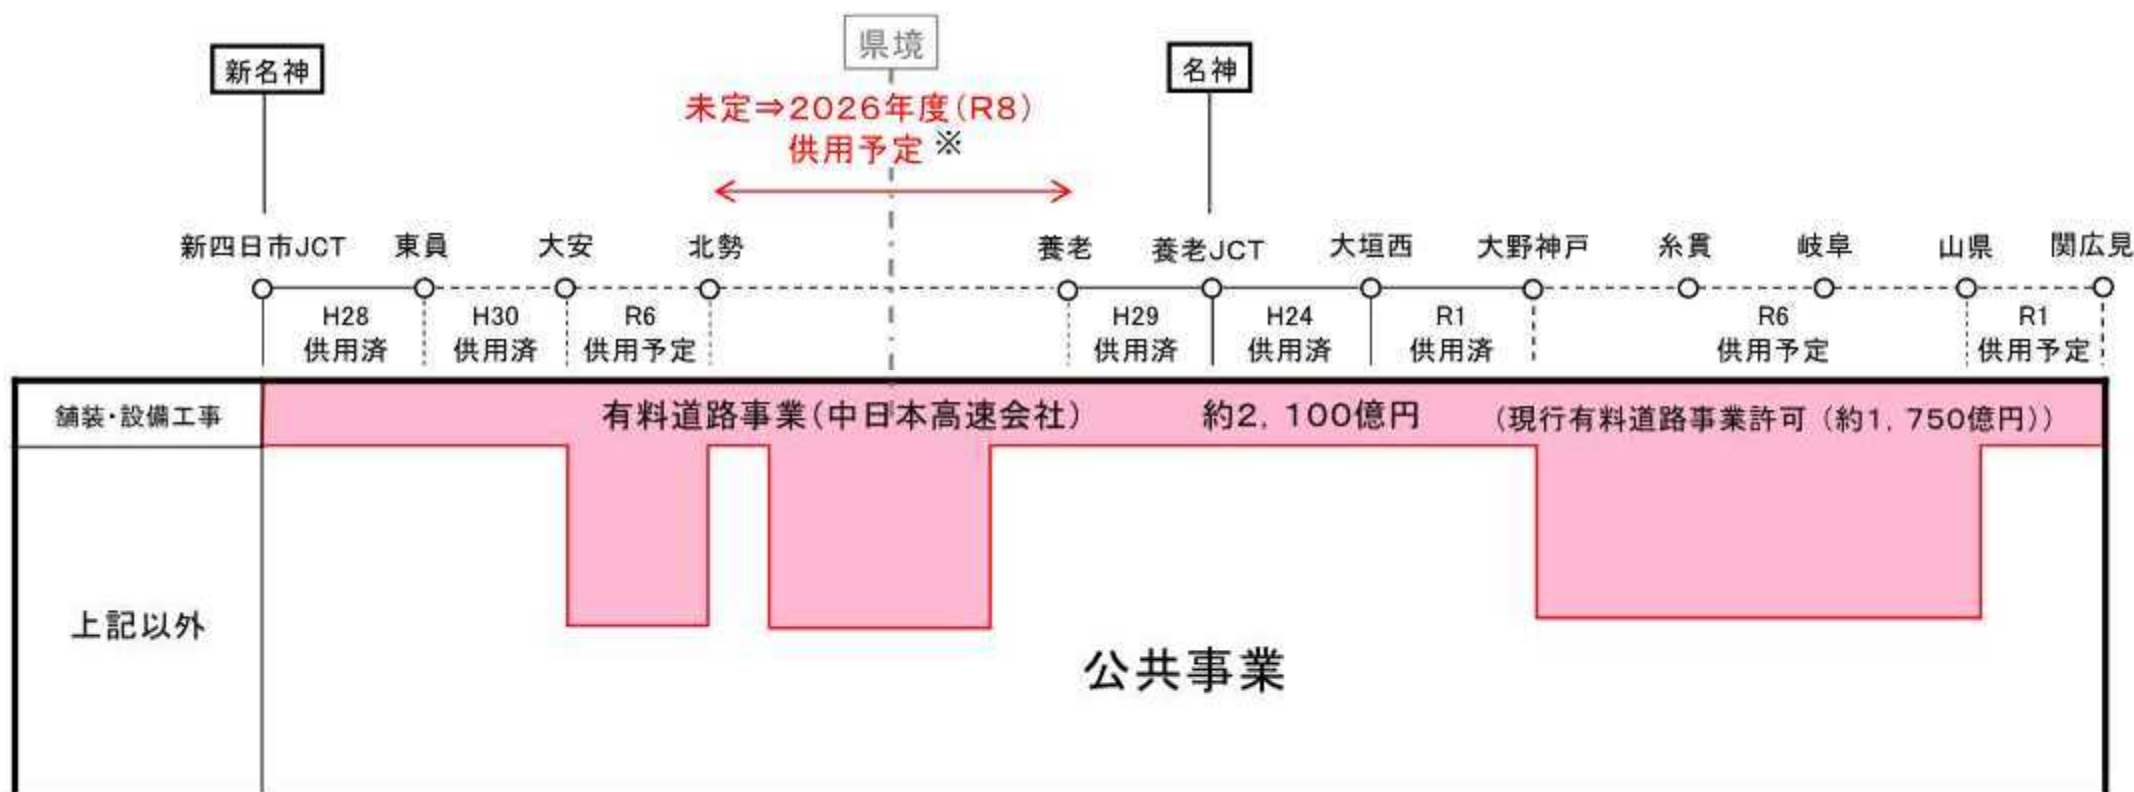 県境
新名神
名神
未定⇒2026年度(R8)
供用予定※
新四日市JCT 東員 大安 北勢 養老 養老JCT 大垣西 大野神戸 糸貫 岐阜 山県 関広見
H28 H30 R6 H29 H24 R1 R6 R1
供用済 供用済 供用予定 供用済 供用済 供用済 供用予定 供用予定
舗装・設備工事 有料道路事業(中日本高速会社) 約2,100億円 (現行有料道路事業許可(約1,750億円))
上記以外
公共事業